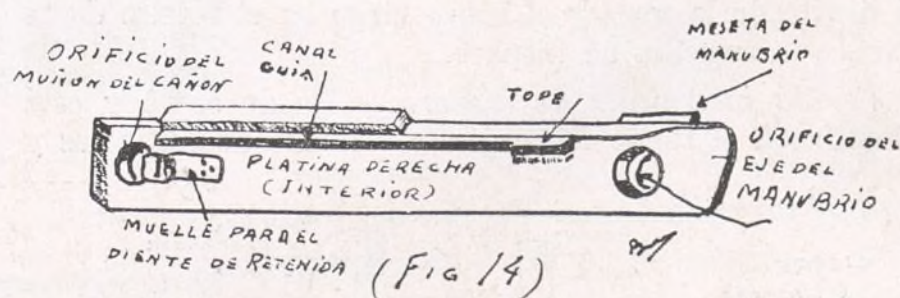 ORIFICIO DEL
MUÑON DEL CAÑON
CANAL
GUIA
TOPE
MESETA DEL
MANUBRIO
ORIFICIO DEL
EJE DEL
MANUBRIO
PLATINA DERECHA
(INTERIOR)
MUELLE PARA EL
DIENTE DE RETENIDA
(FIG 14)